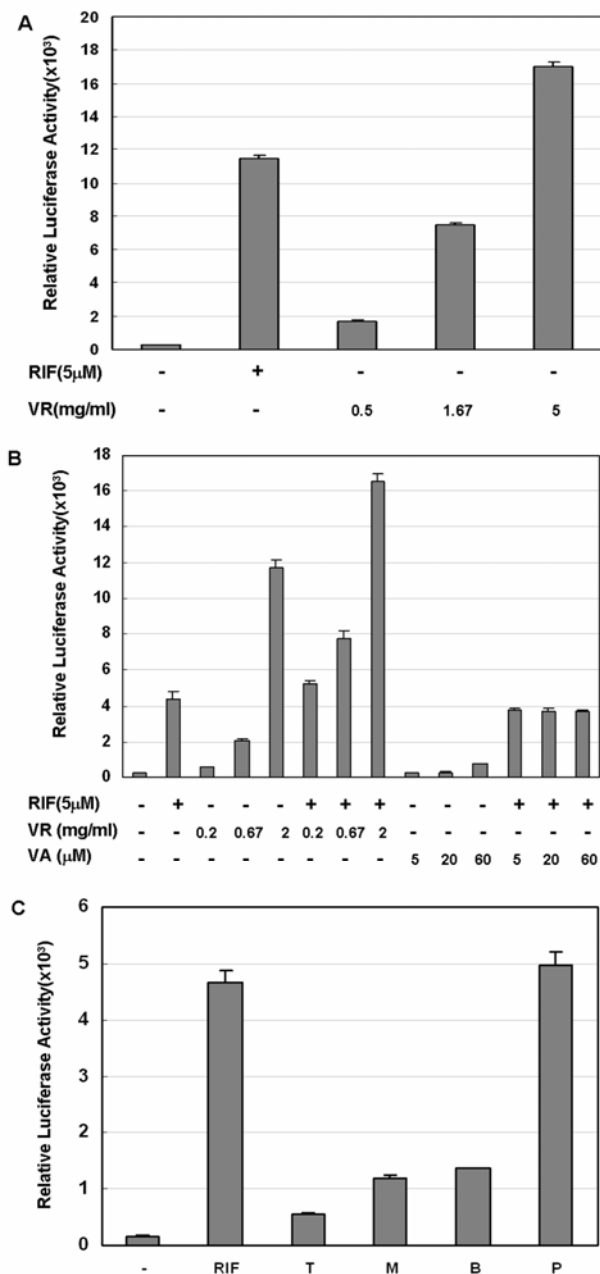 A
Relative Luciferase Activity(x10³)
20
18
16
14
12
10
8
6
4
2
0
RIF(5μM) - + - - -
VR(mg/ml) - - 0.5 1.67 5
B
Relative Luciferase Activity(x10³)
18
16
14
12
10
8
6
4
2
0
RIF(5μM) - + - - - + + + - - - + + +
VR (mg/ml) - - 0.2 0.67 2 0.2 0.67 2 - - - - - -
VA (μM) - - - - - - - - 5 20 60 5 20 60
C
Relative Luciferase Activity(x10³)
6
5
4
3
2
1
0
- RIF T M B P